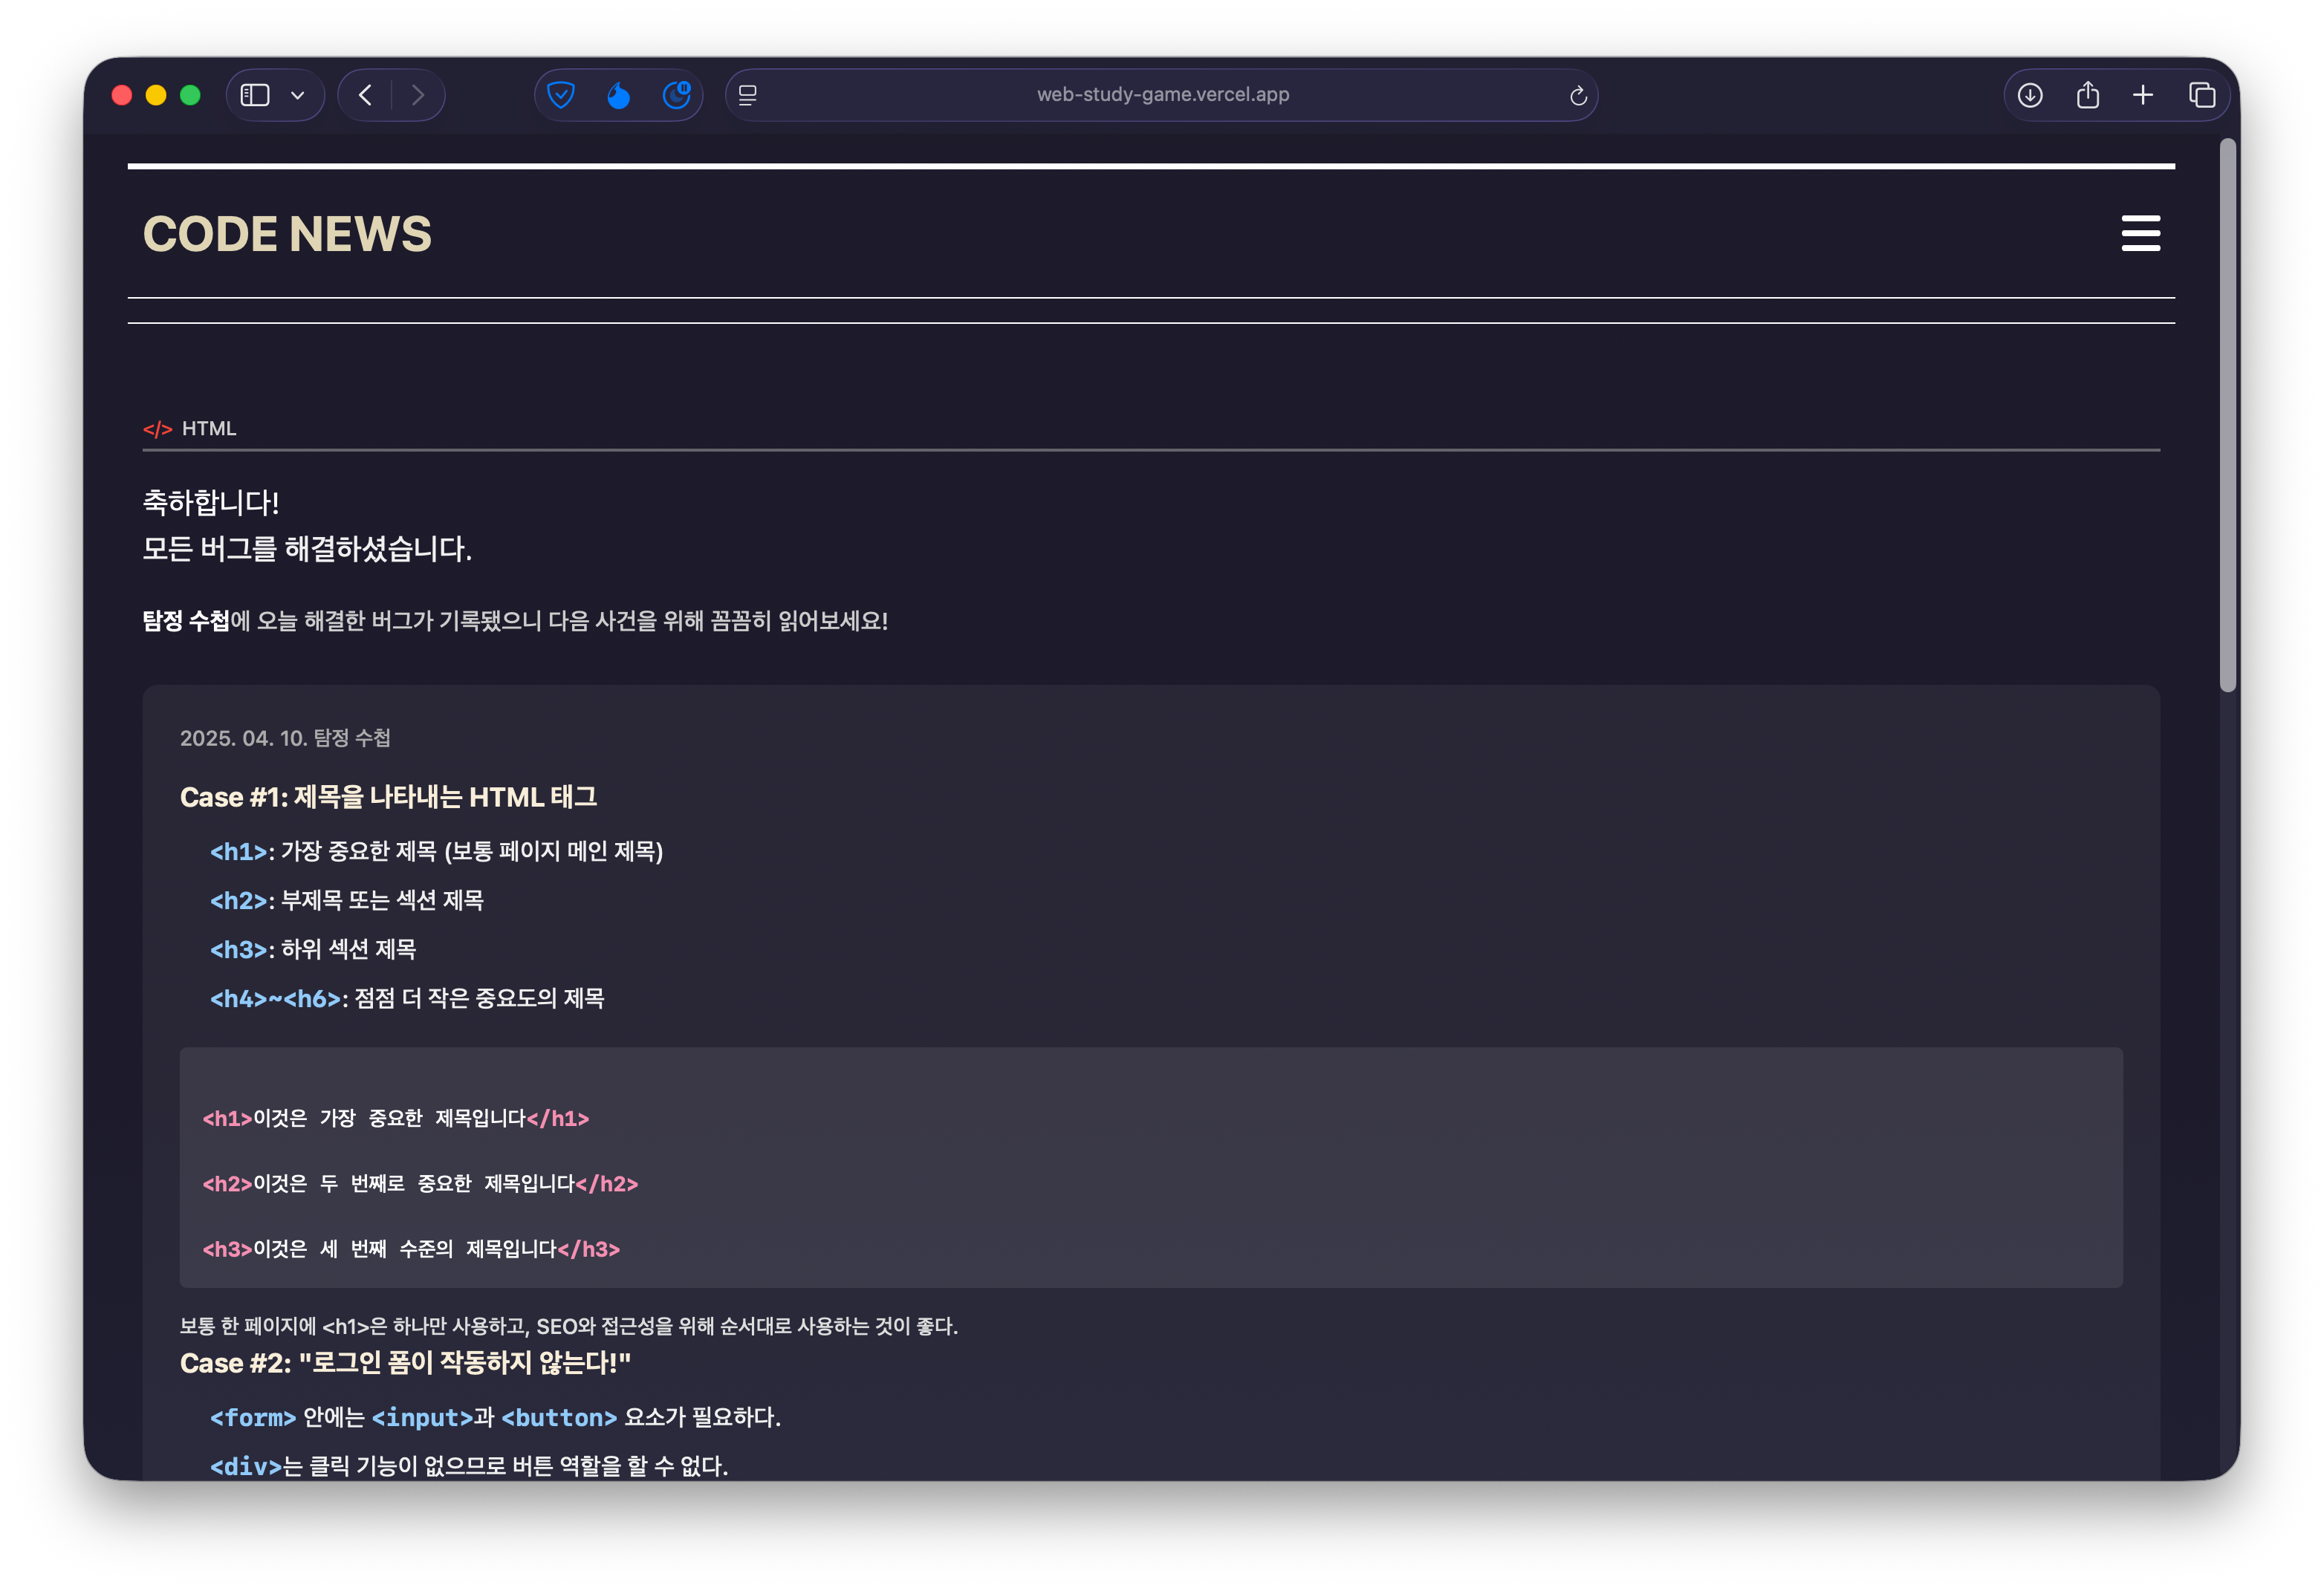 web-study-game.vercel.app
CODE NEWS
</> HTML
축하합니다!
모든 버그를 해결하셨습니다.
탐정 수첩에 오늘 해결한 버그가 기록됐으니 다음 사건을 위해 꼼꼼히 읽어보세요!
2025. 04. 10. 탐정 수첩
Case #1: 제목을 나타내는 HTML 태그
<h1>: 가장 중요한 제목 (보통 페이지 메인 제목)
<h2>: 부제목 또는 섹션 제목
<h3>: 하위 섹션 제목
<h4>~<h6>: 점점 더 작은 중요도의 제목
<h1>이것은 가장 중요한 제목입니다</h1>
<h2>이것은 두 번째로 중요한 제목입니다</h2>
<h3>이것은 세 번째 수준의 제목입니다</h3>
보통 한 페이지에 <h1>은 하나만 사용하고, SEO와 접근성을 위해 순서대로 사용하는 것이 좋다.
Case #2: "로그인 폼이 작동하지 않는다!"
<form> 안에는 <input>과 <button> 요소가 필요하다.
<div>는 클릭 기능이 없으므로 버튼 역할을 할 수 없다.